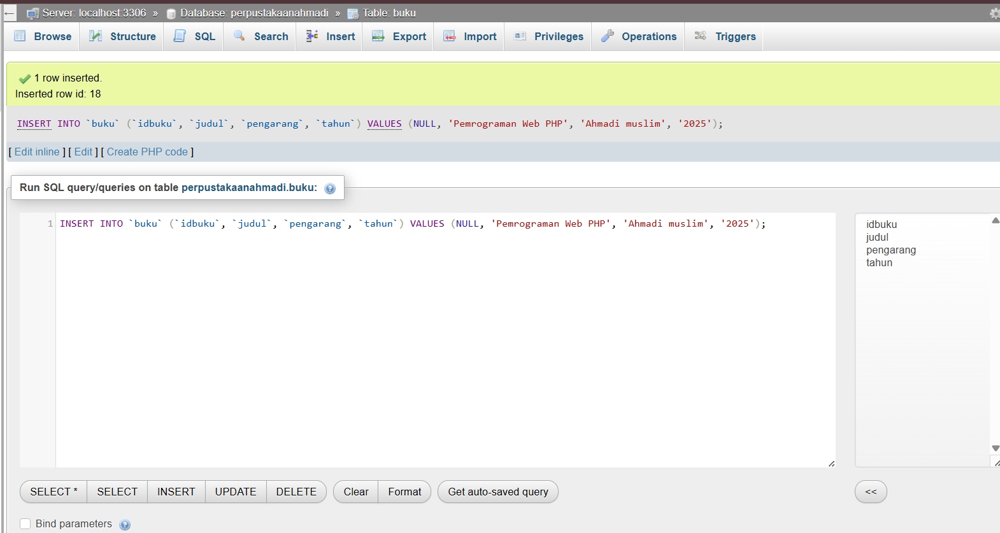 Server: localhost:3306 » Database: perpustakaanahmadi » Table: buku
Browse Structure SQL Search Insert Export Import Privileges Operations Triggers
1 row inserted.
Inserted row id: 18
INSERT INTO `buku` (`idbuku`, `judul`, `pengarang`, `tahun`) VALUES (NULL, 'Pemrograman Web PHP', 'Ahmadi muslim', '2025');
[ Edit inline ] [ Edit ] [ Create PHP code ]
Run SQL query/queries on table perpustakaanahmadi.buku:
1 INSERT INTO `buku` (`idbuku`, `judul`, `pengarang`, `tahun`) VALUES (NULL, 'Pemrograman Web PHP', 'Ahmadi muslim', '2025');
idbuku
judul
pengarang
tahun
SELECT * SELECT INSERT UPDATE DELETE Clear Format Get auto-saved query <<
Bind parameters